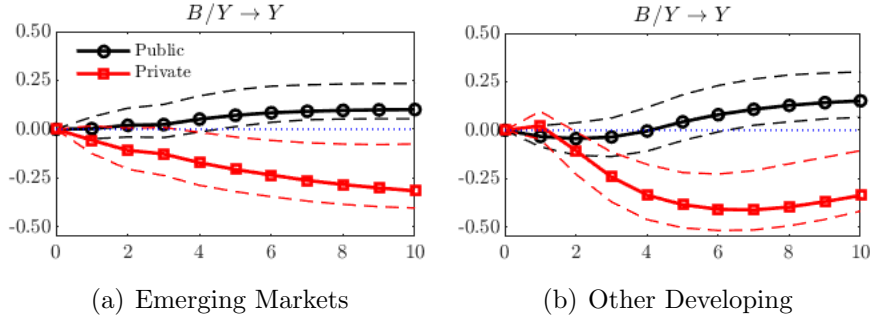 B/Y → Y
B/Y → Y
0.50
0.25
0.00
-0.25
-0.50
Public
Private
0 2 4 6 8 10
0.50
0.25
0.00
-0.25
-0.50
0 2 4 6 8 10
(a) Emerging Markets
(b) Other Developing